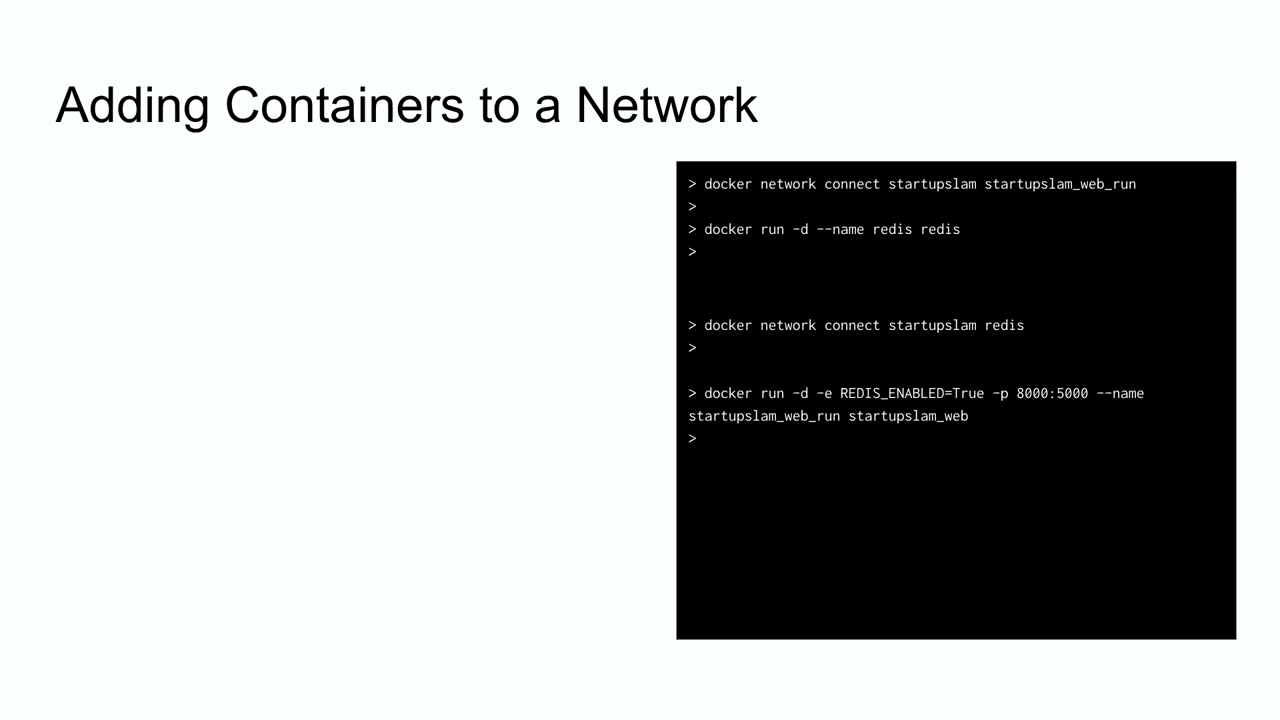 Adding Containers to a Network
> docker network connect startupslam startupslam_web_run
>
> docker run -d --name redis redis
>
> docker network connect startupslam redis
>
> docker run -d -e REDIS_ENABLED=True -p 8000:5000 --name
startupslam_web_run startupslam_web
>